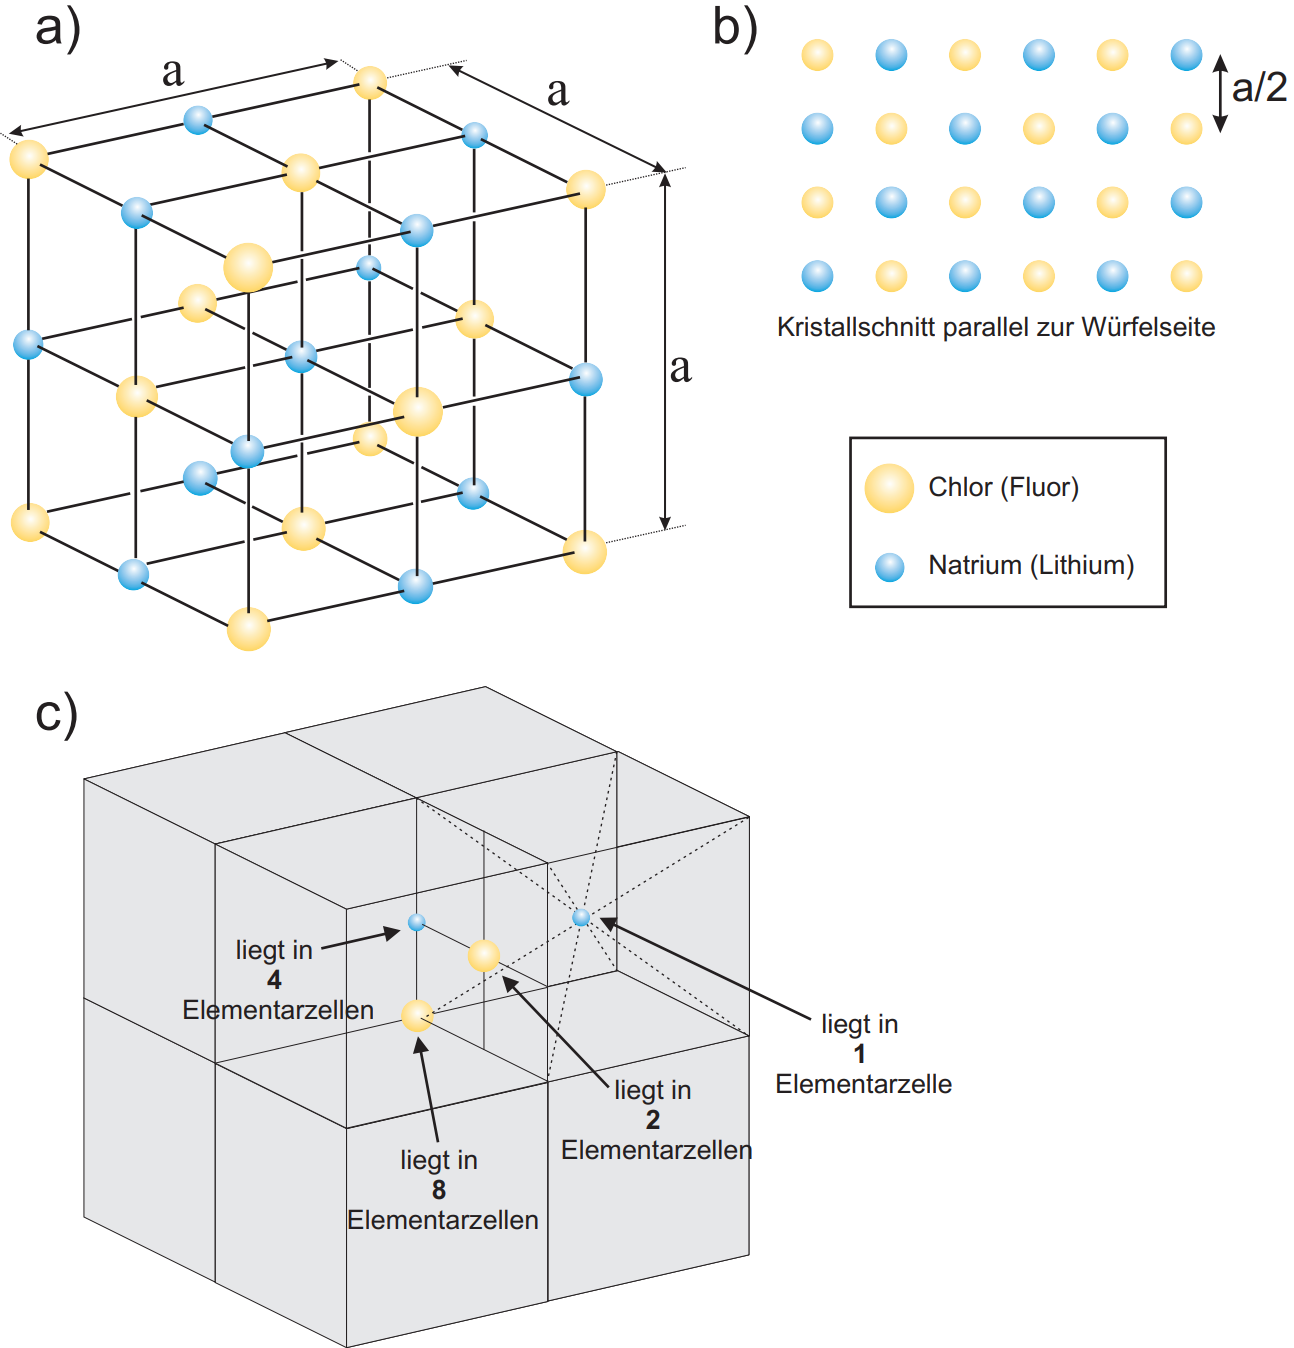 a)
a
a
a
b)
a/2
Kristallschnitt parallel zur Würfelseite
Chlor (Fluor)
Natrium (Lithium)
c)
liegt in
4
Elementarzellen
liegt in
8
Elementarzellen
liegt in
2
Elementarzellen
liegt in
1
Elementarzelle